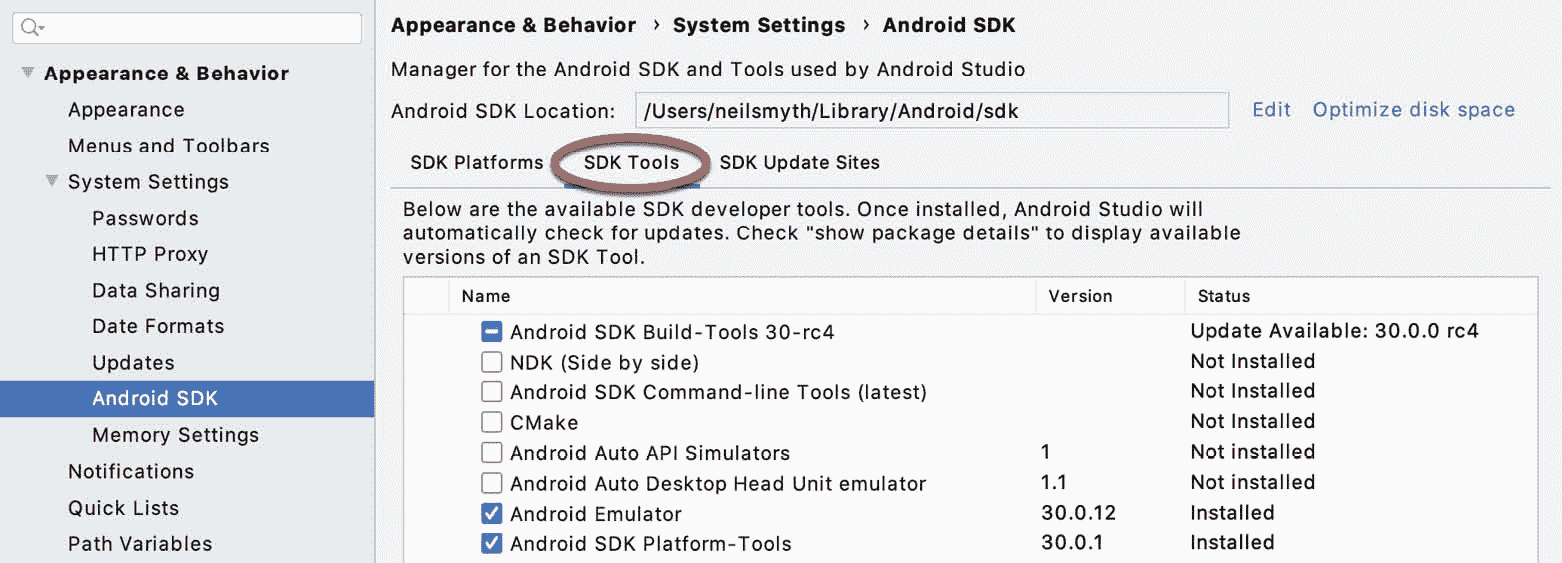 Appearance & Behavior
Appearance
Menus and Toolbars
System Settings
Passwords
HTTP Proxy
Data Sharing
Date Formats
Updates
Android SDK
Memory Settings
Notifications
Quick Lists
Path Variables
Appearance & Behavior › System Settings › Android SDK
Manager for the Android SDK and Tools used by Android Studio
Android SDK Location: /Users/neilsmyth/Library/Android/sdk Edit Optimize disk space
SDK Platforms SDK Tools SDK Update Sites
Below are the available SDK developer tools. Once installed, Android Studio will
automatically check for updates. Check "show package details" to display available
versions of an SDK Tool.
Name Version Status
Android SDK Build-Tools 30-rc4 Update Available: 30.0.0 rc4
NDK (Side by side) Not Installed
Android SDK Command-line Tools (latest) Not Installed
CMake Not Installed
Android Auto API Simulators 1 Not installed
Android Auto Desktop Head Unit emulator 1.1 Not installed
Android Emulator 30.0.12 Installed
Android SDK Platform-Tools 30.0.1 Installed